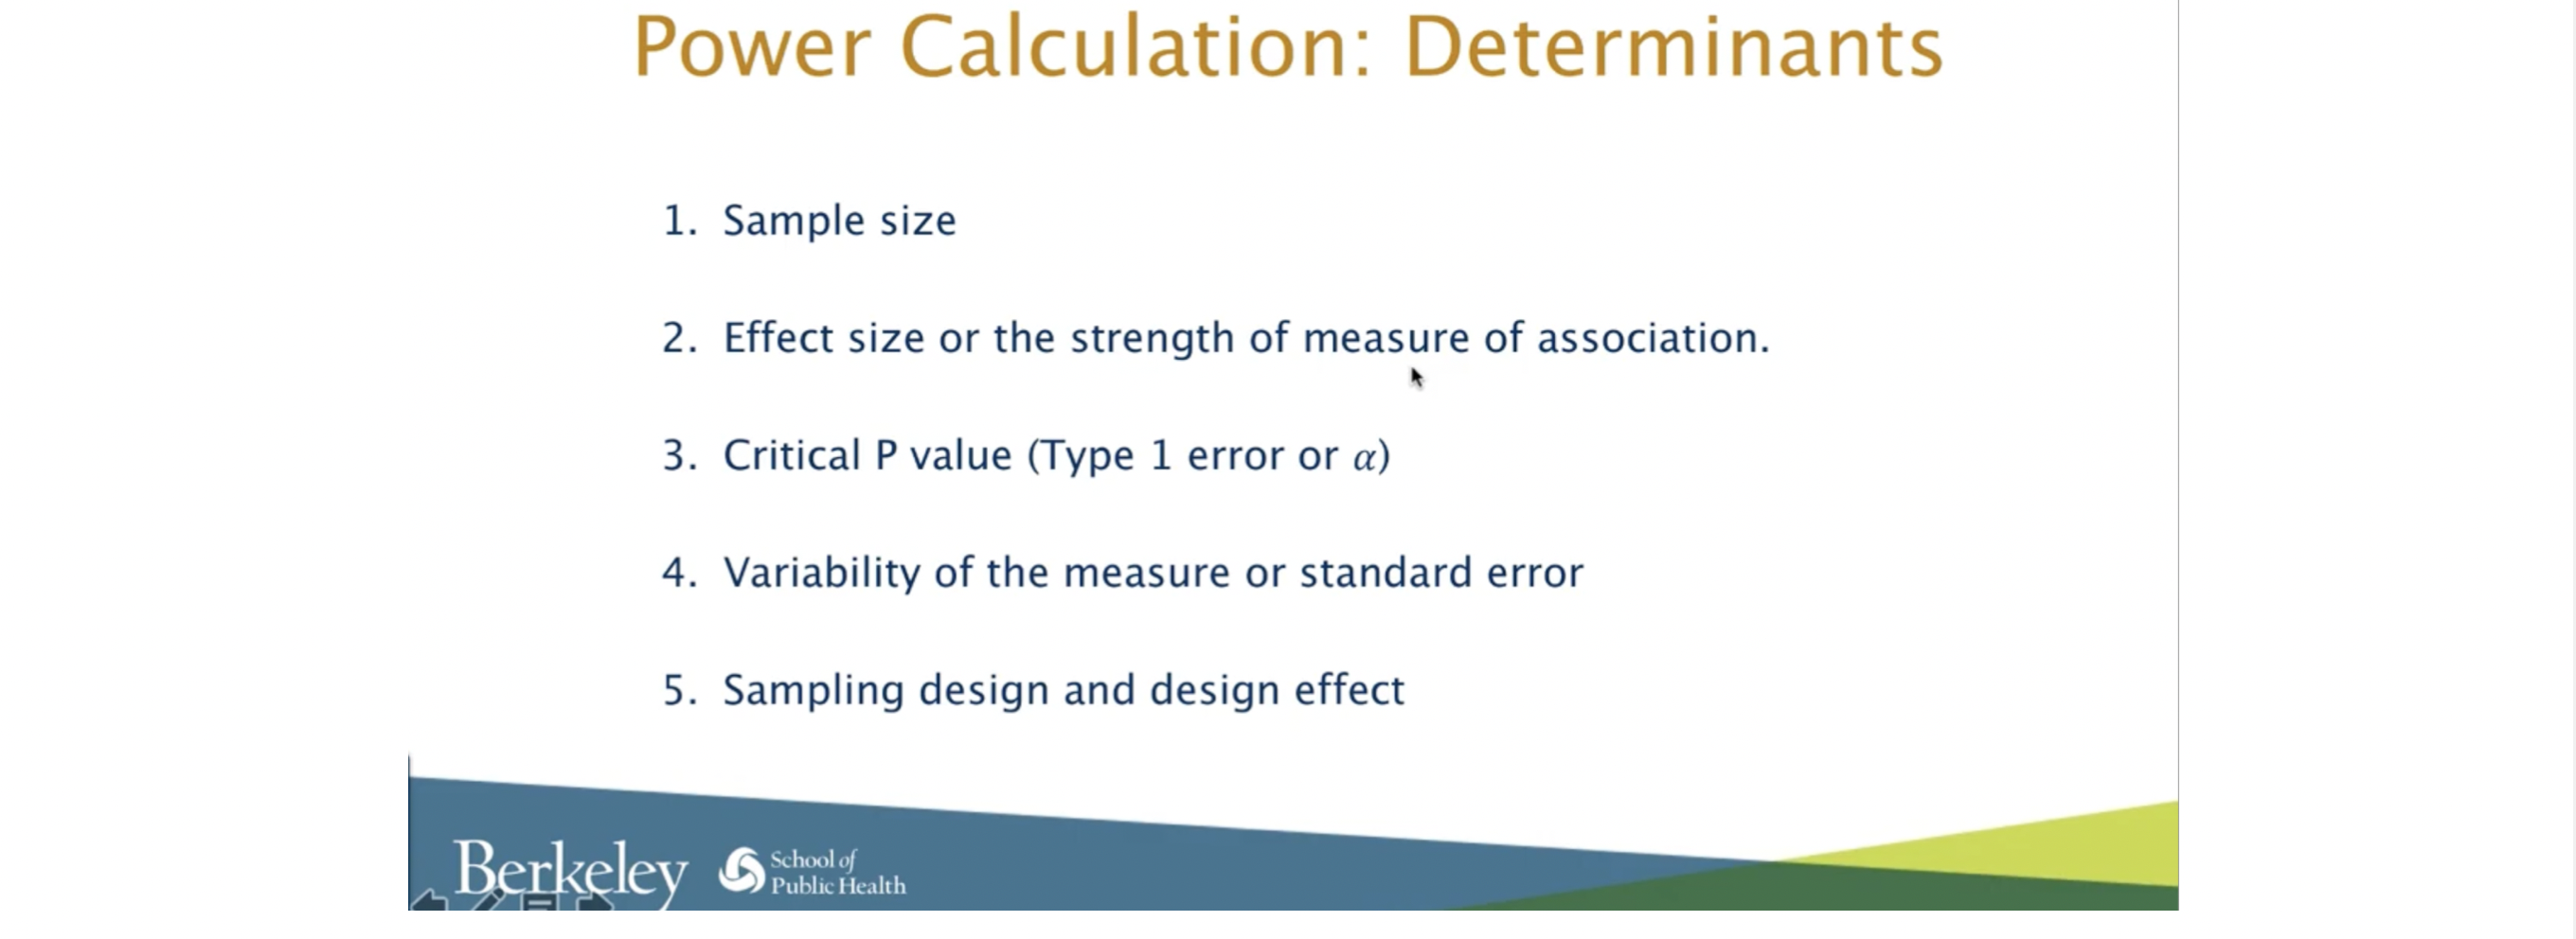 Power Calculation: Determinants
1. Sample size
2. Effect size or the strength of measure of association.
3. Critical P value (Type 1 error or α)
4. Variability of the measure or standard error
5. Sampling design and design effect
Berkeley
School of
Public Health